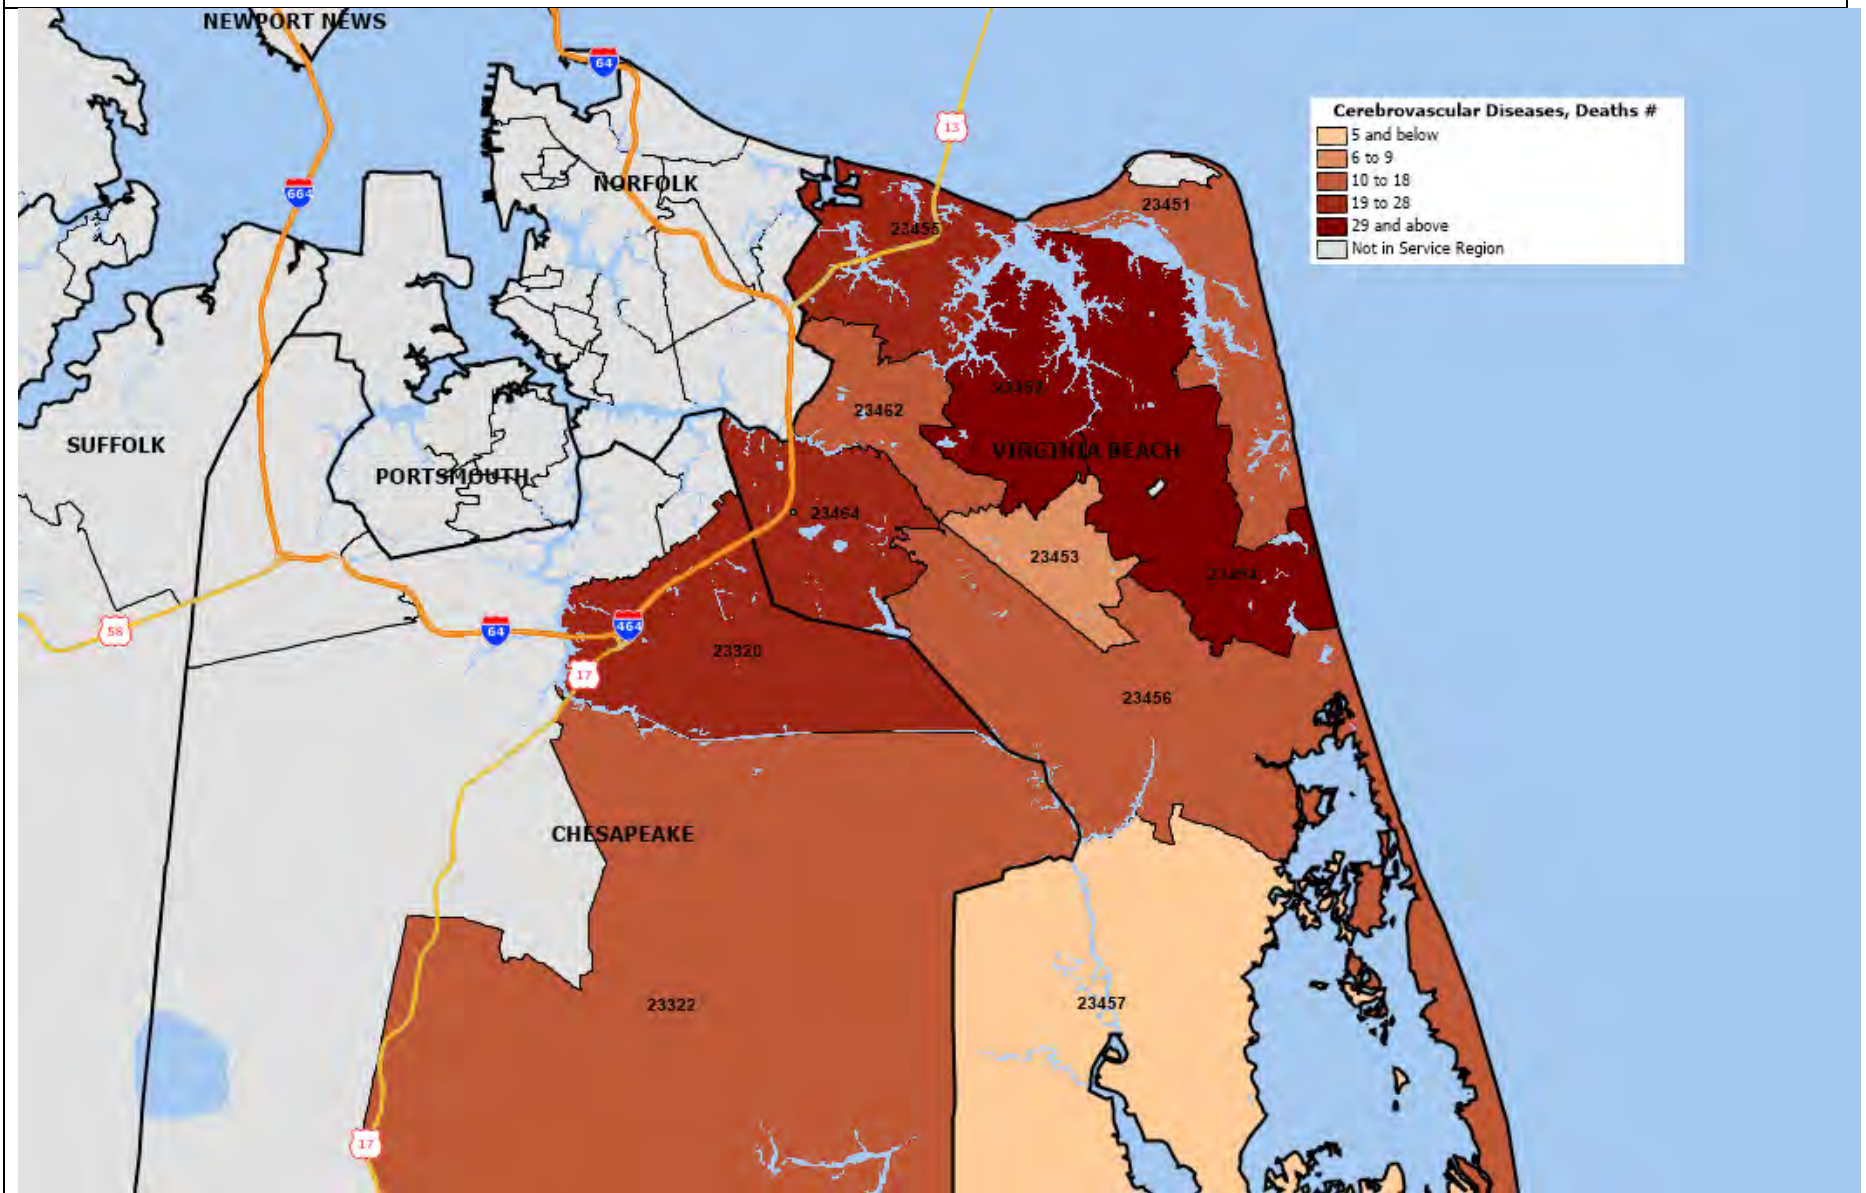 NEWPORT NEWS
64
13
Cerebrovascular Diseases, Deaths #
5 and below
6 to 9
10 to 18
19 to 28
29 and above
Not in Service Region
664
NORFOLK
23451
23455
23452
23462
SUFFOLK
VIRGINIA BEACH
PORTSMOUTH
23464
23453
23454
58
64
464
23320
17
23456
CHESAPEAKE
23322
23457
17